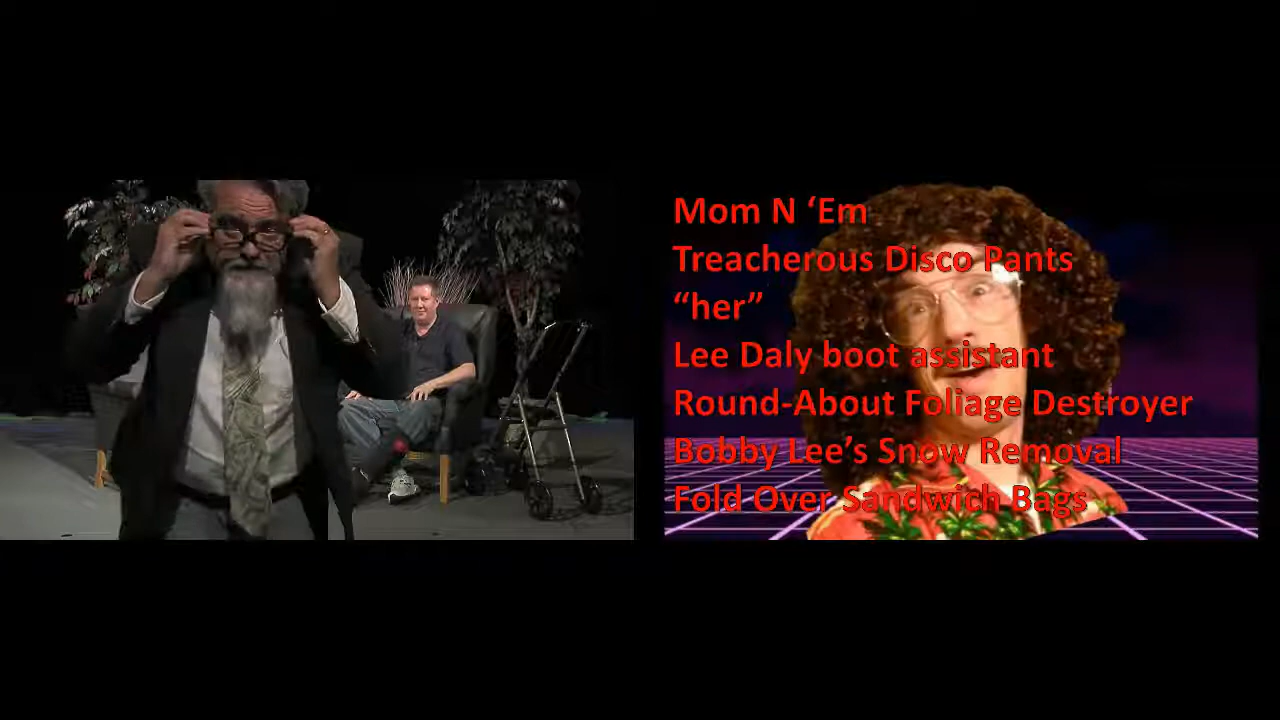 Mom N ‘Em
Treacherous Disco Pants
“her”
Lee Daly boot assistant
Round-About Foliage Destroyer
Bobby Lee’s Snow Removal
Fold Over Sandwich Bags